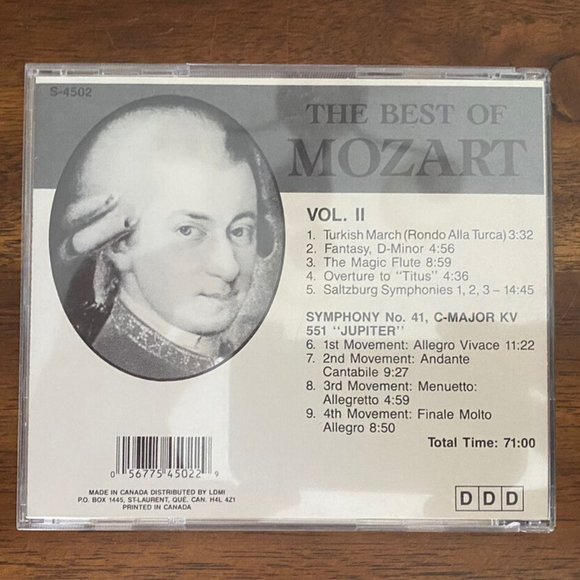 S-4502
THE BEST OF
MOZART
VOL. II
1. Turkish March (Rondo Alla Turca) 3:32
2. Fantasy, D-Minor 4:56
3. The Magic Flute 8:59
4. Overture to "Titus" 4:36
5. Saltzburg Symphonies 1, 2, 3 – 14:45
SYMPHONY No. 41, C-MAJOR KV
551 "JUPITER"
6. 1st Movement: Allegro Vivace 11:22
7. 2nd Movement: Andante
Cantabile 9:27
8. 3rd Movement: Menuetto:
Allegretto 4:59
9. 4th Movement: Finale Molto
Allegro 8:50
Total Time: 71:00
0 56775 45022 9
MADE IN CANADA DISTRIBUTED BY LDMI
P.O. BOX 1445, ST-LAURENT, QUÉ. CAN. H4L 4Z1
PRINTED IN CANADA
D D D